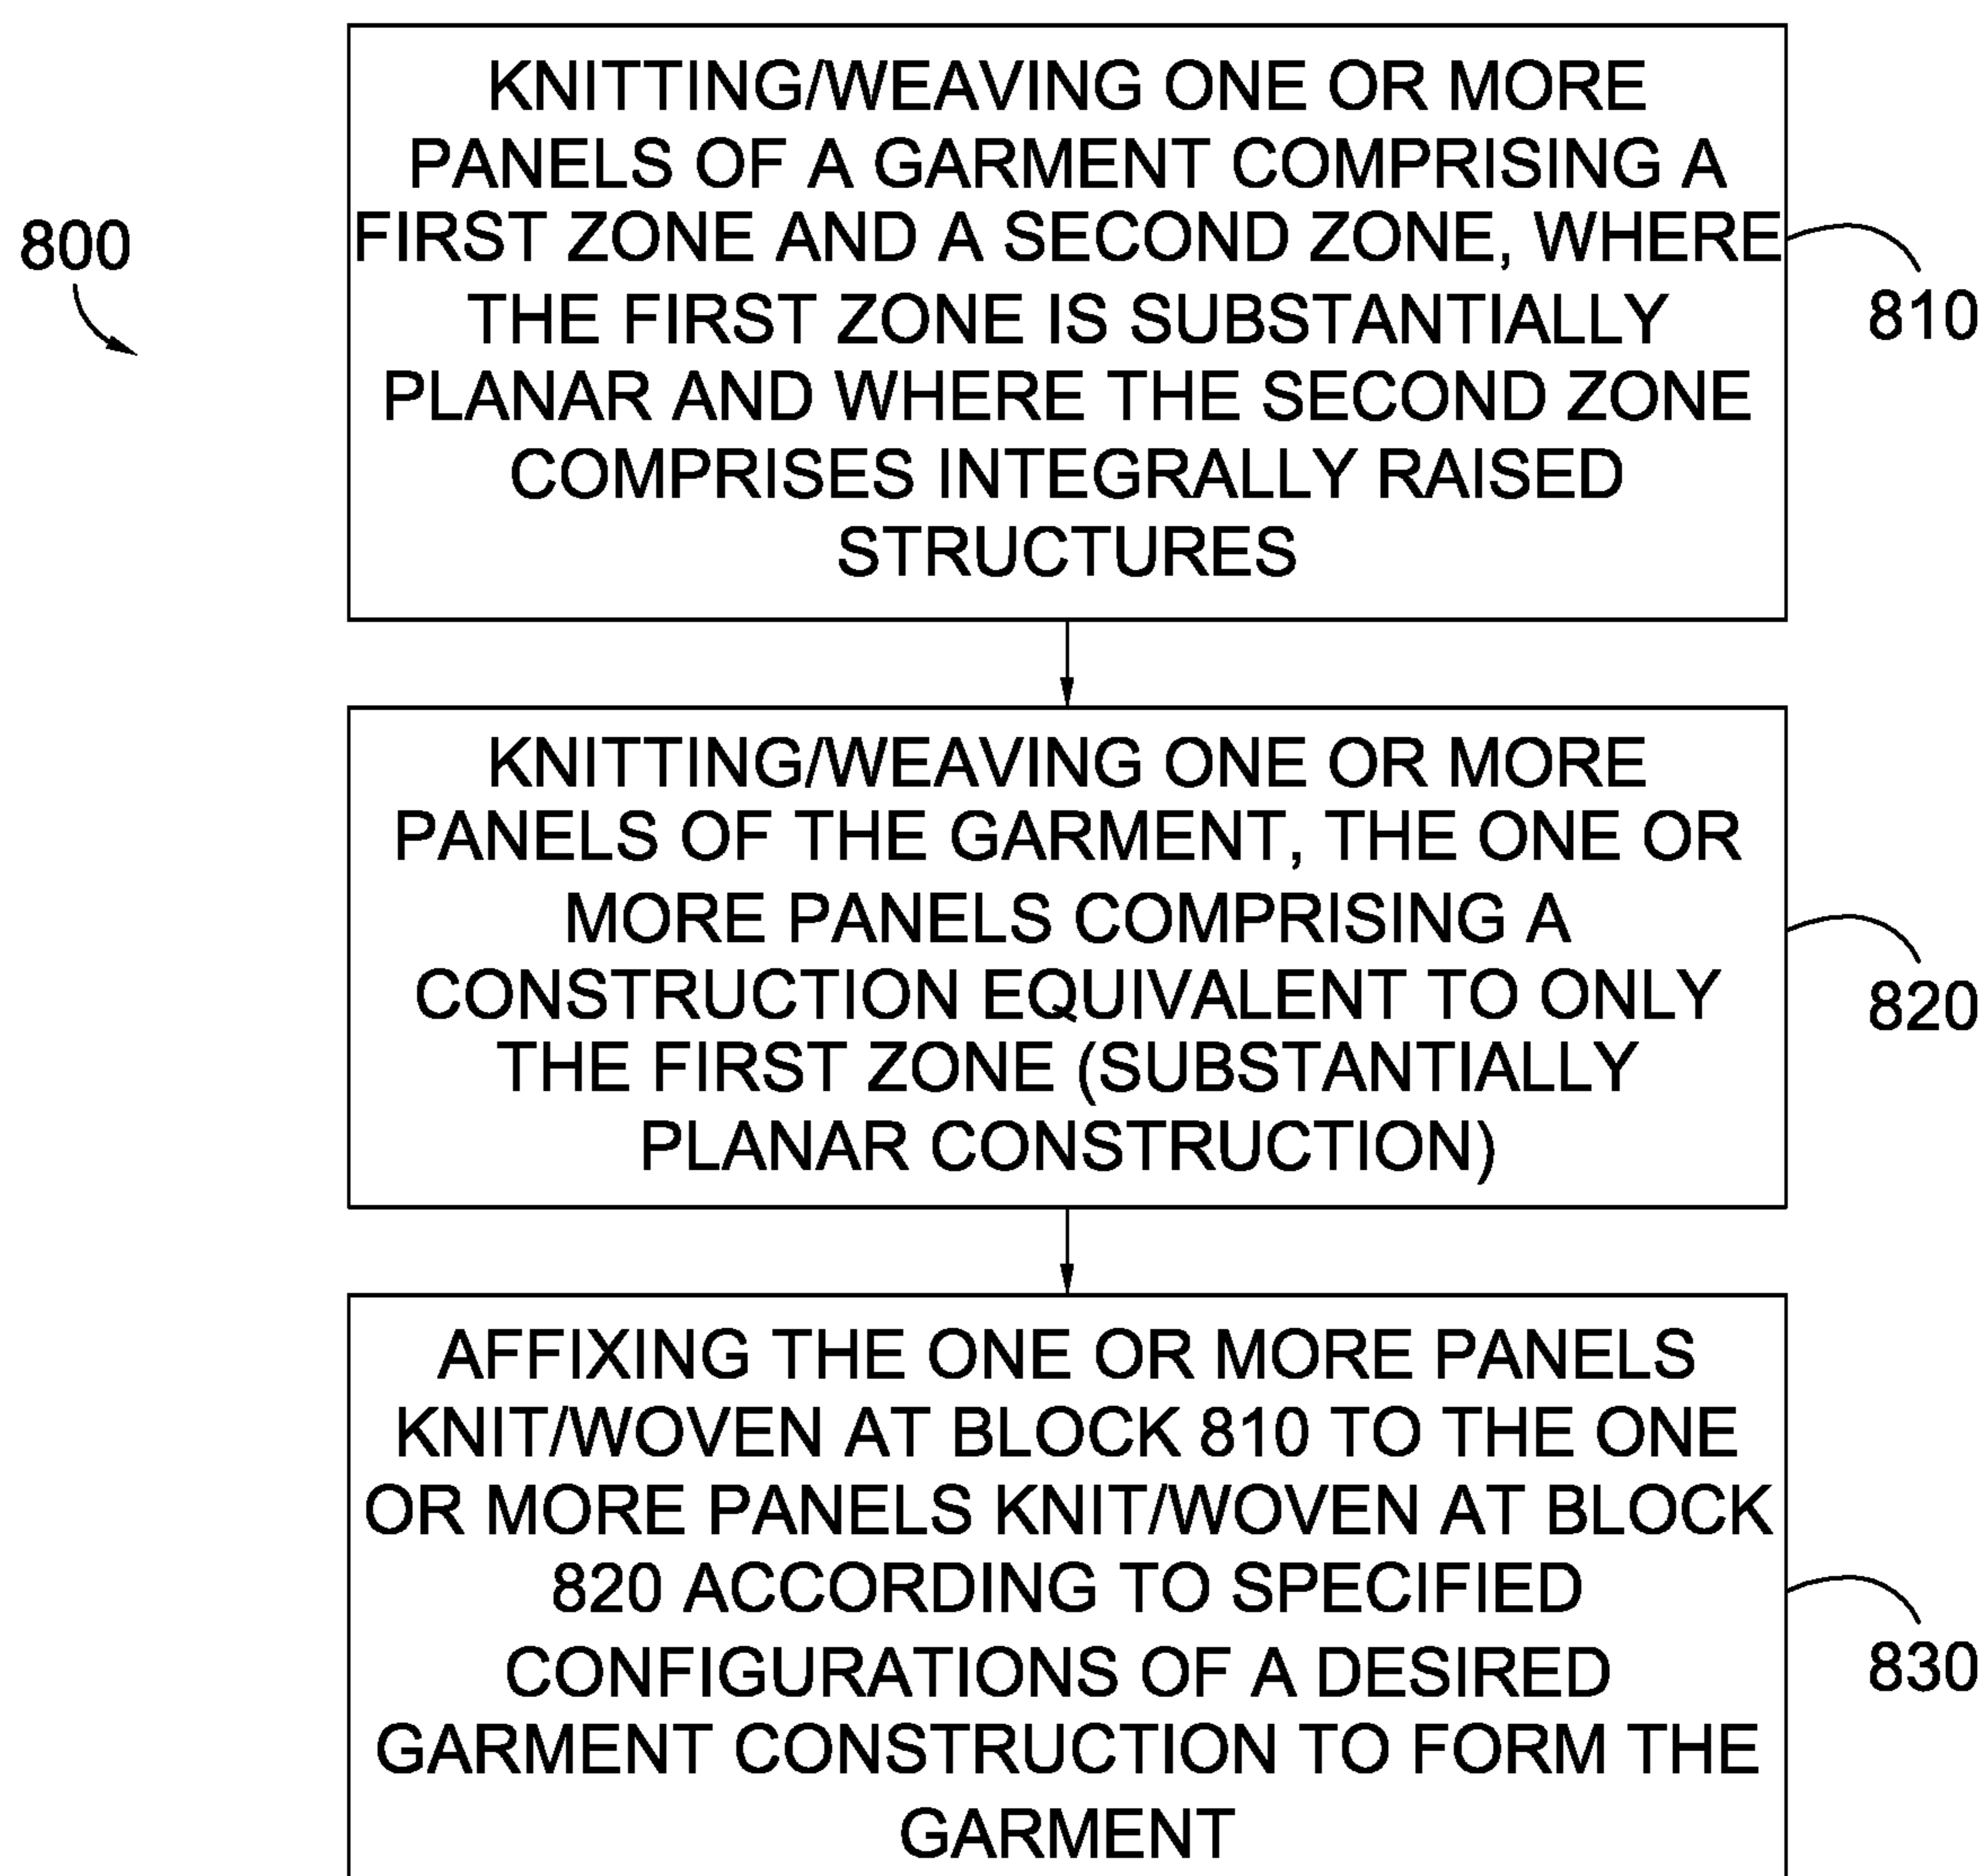 KNITTING/WEAVING ONE OR MORE
PANELS OF A GARMENT COMPRISING A
FIRST ZONE AND A SECOND ZONE, WHERE
THE FIRST ZONE IS SUBSTANTIALLY
PLANAR AND WHERE THE SECOND ZONE
COMPRISES INTEGRALLY RAISED
STRUCTURES
800
810
KNITTING/WEAVING ONE OR MORE
PANELS OF THE GARMENT, THE ONE OR
MORE PANELS COMPRISING A
CONSTRUCTION EQUIVALENT TO ONLY
THE FIRST ZONE (SUBSTANTIALLY
PLANAR CONSTRUCTION)
820
AFFIXING THE ONE OR MORE PANELS
KNIT/WOVEN AT BLOCK 810 TO THE ONE
OR MORE PANELS KNIT/WOVEN AT BLOCK
820 ACCORDING TO SPECIFIED
CONFIGURATIONS OF A DESIRED
GARMENT CONSTRUCTION TO FORM THE
GARMENT
830